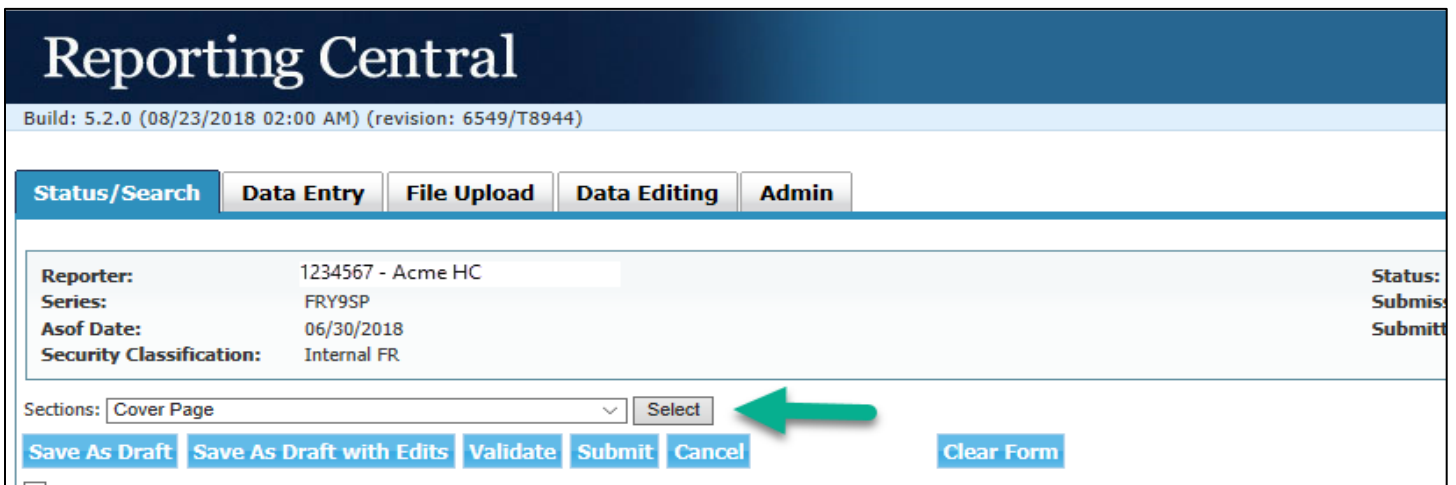 Reporting Central
Build: 5.2.0 (08/23/2018 02:00 AM) (revision: 6549/T8944)
Status/Search Data Entry File Upload Data Editing Admin
Reporter: 1234567 - Acme HC Status:
Series: FRY9SP Submiss
Asof Date: 06/30/2018 Submitt
Security Classification: Internal FR
Sections: Cover Page Select
Save As Draft Save As Draft with Edits Validate Submit Cancel Clear Form